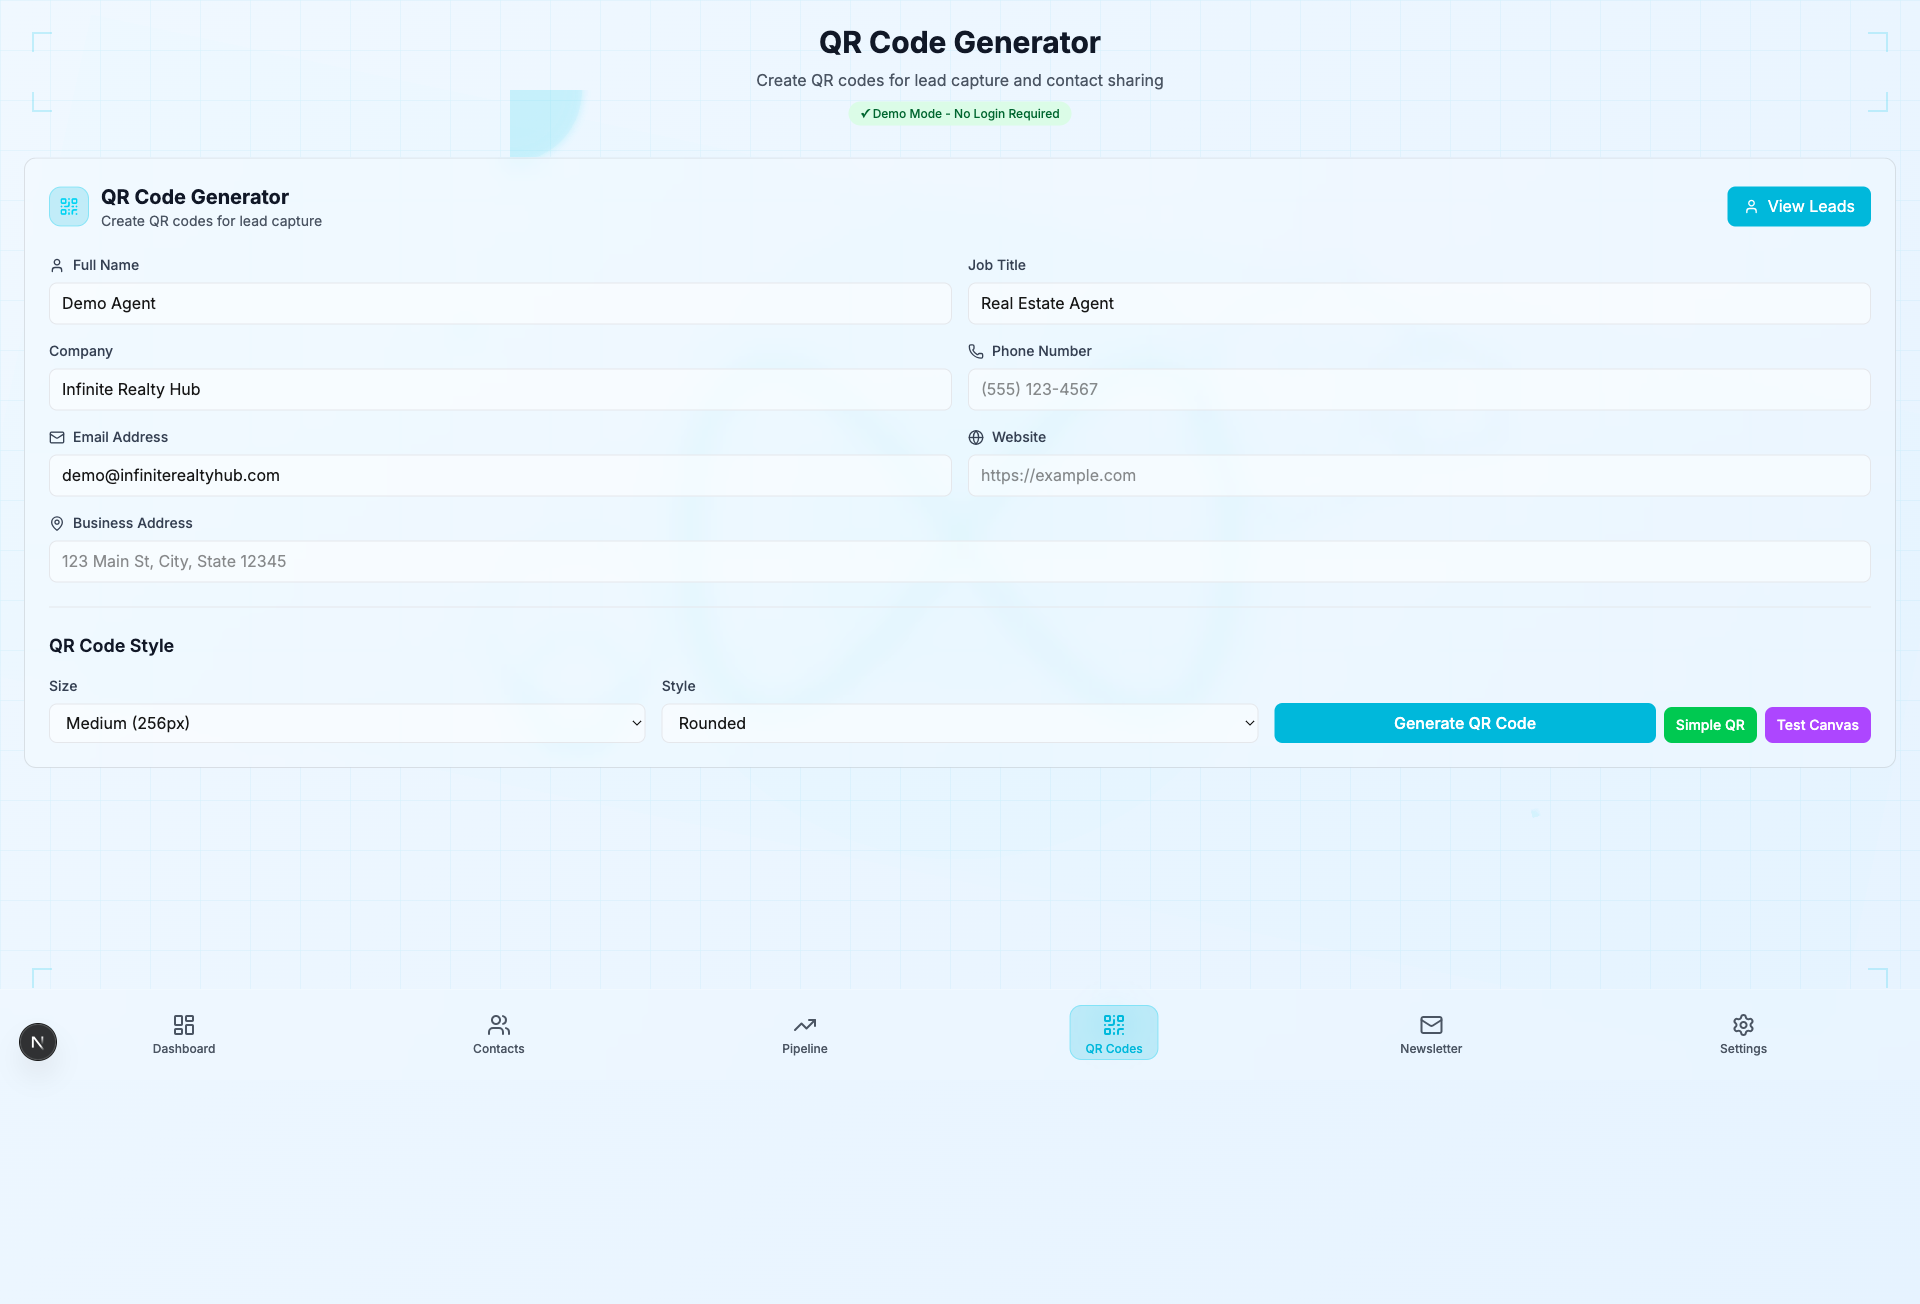 QR Code Generator
Create QR codes for lead capture and contact sharing
✓ Demo Mode - No Login Required
QR Code Generator
Create QR codes for lead capture
View Leads
Full Name
Job Title
Demo Agent
Real Estate Agent
Company
Phone Number
Infinite Realty Hub
(555) 123-4567
Email Address
Website
demo@infiniterealtyhub.com
https://example.com
Business Address
123 Main St, City, State 12345
QR Code Style
Size
Style
Medium (256px)
Rounded
Generate QR Code
Simple QR
Test Canvas
N
Dashboard
Contacts
Pipeline
QR Codes
Newsletter
Settings